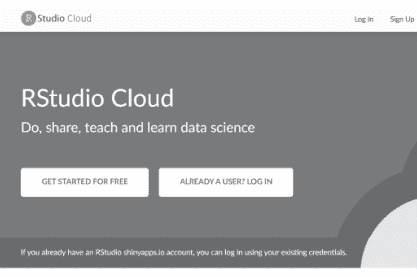 R Studio Cloud
Log In Sign Up
RStudio Cloud
Do, share, teach and learn data science
GET STARTED FOR FREE
ALREADY A USER? LOG IN
If you already have an RStudio shinyapps.io account, you can log in using your existing credentials.